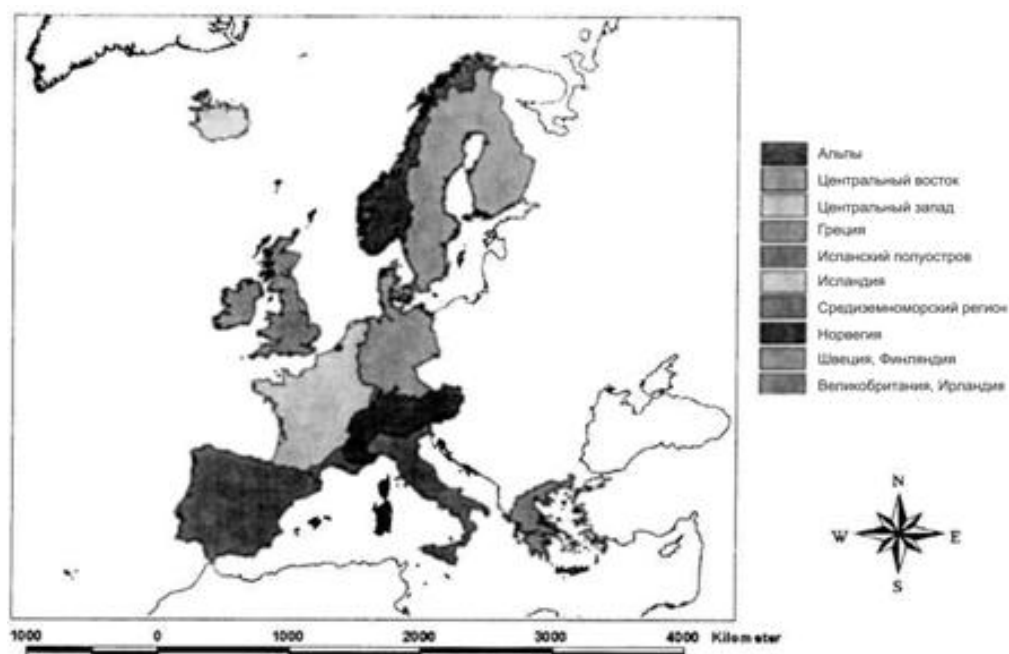 Альпы
Центральный восток
Центральный запад
Греция
Испанский полуостров
Исландия
Средиземноморский регион
Норвегия
Швеция, Финляндия
Великобритания, Ирландия
N
W E
S
1000 0 1000 2000 3000 4000 Kilometer